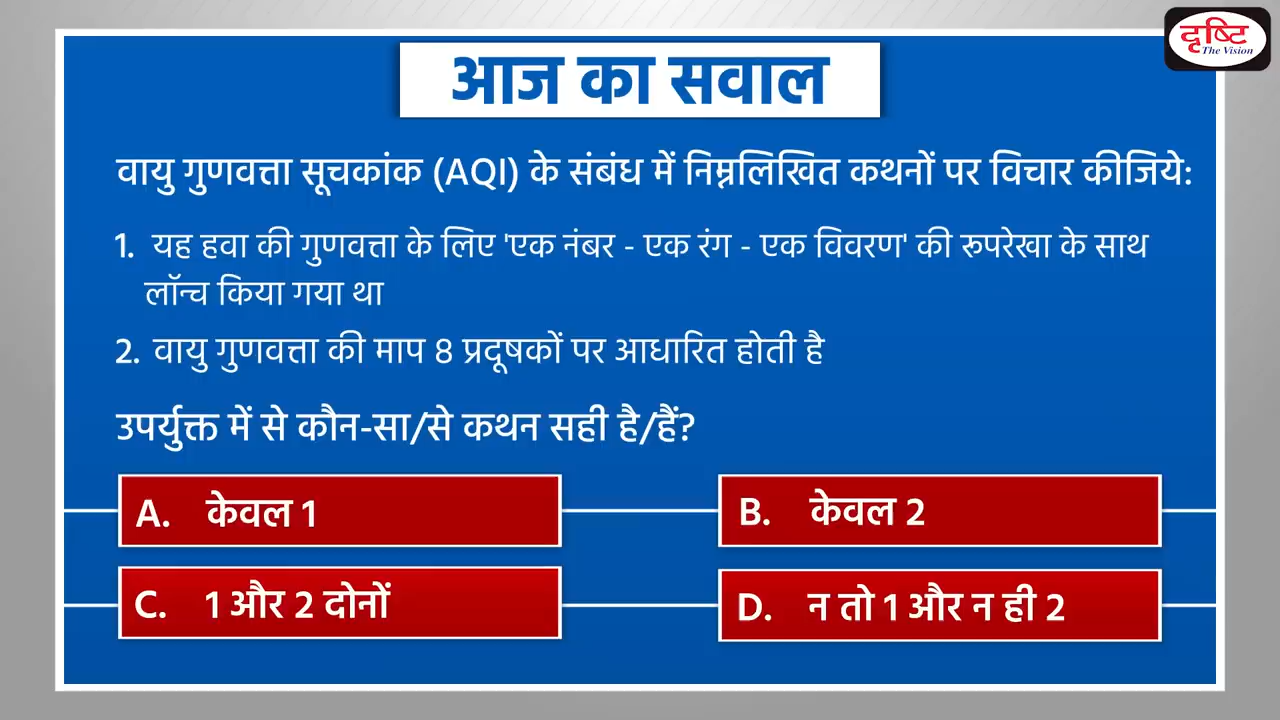 दृष्टि
The Vision
आज का सवाल
वायु गुणवत्ता सूचकांक (AQI) के संबंध में निम्नलिखित कथनों पर विचार कीजिये:
1. यह हवा की गुणवत्ता के लिए 'एक नंबर - एक रंग - एक विवरण' की रूपरेखा के साथ
लॉन्च किया गया था
2. वायु गुणवत्ता की माप 8 प्रदूषकों पर आधारित होती है
उपर्युक्त में से कौन-सा/से कथन सही है/हैं?
A. केवल 1
B. केवल 2
C. 1 और 2 दोनों
D. न तो 1 और न ही 2